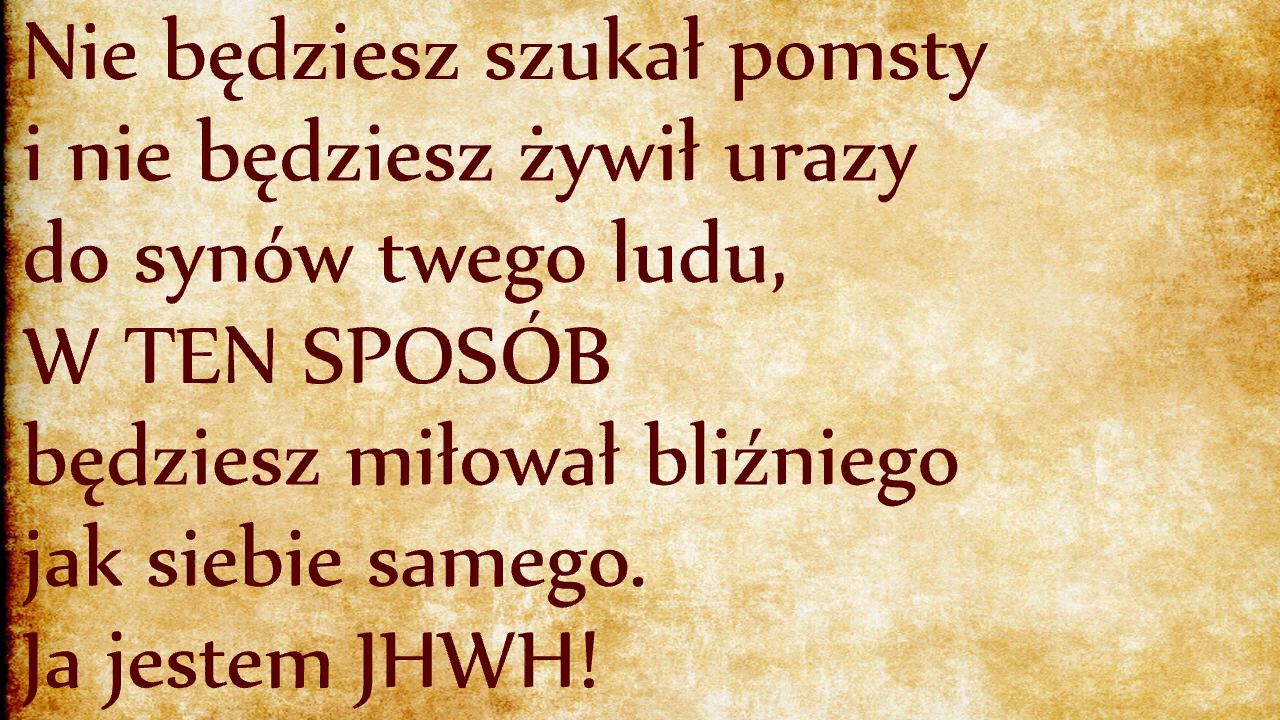 Nie będziesz szukał pomsty
i nie będziesz żywił urazy
do synów twego ludu,
W TEN SPOSÓB
będziesz miłował bliźniego
jak siebie samego.
Ja jestem JHWH!